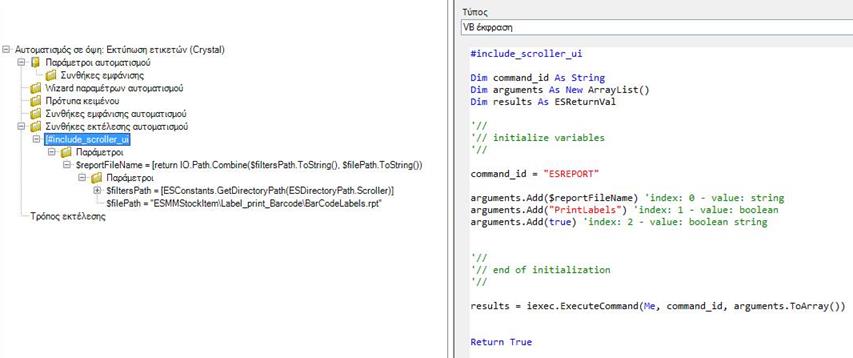 Αυτοματισμός σε όψη: Εκτύπωση ετικετών (Crystal)
Παράμετροι αυτοματισμού
Συνθήκες εμφάνισης
Wizard παραμέτρων αυτοματισμού
Πρότυπα κειμένου
Συνθήκες εμφάνισης αυτοματισμού
Συνθήκες εκτέλεσης αυτοματισμού
[#include_scroller_ui
Παράμετροι
$reportFileName = [return IO.Path.Combine($filtersPath.ToString(), $filePath.ToString())
Παράμετροι
$filtersPath = [ESConstants.GetDirectoryPath(ESDirectoryPath.Scroller)]
$filePath = "ESMMStockItem\Label_print_Barcode\BarCodeLabels.rpt"
Τρόπος εκτέλεσης
Τύπος
VB έκφραση
#include_scroller_ui
Dim command_id As String
Dim arguments As New ArrayList()
Dim results As ESReturnVal
'//
'// initialize variables
'//
command_id = "ESREPORT"
arguments.Add($reportFileName) 'index: 0 - value: string
arguments.Add("PrintLabels") 'index: 1 - value: boolean
arguments.Add(true) 'index: 2 - value: boolean string
'//
'// end of initialization
'//
results = iexec.ExecuteCommand(Me, command_id, arguments.ToArray())
Return True